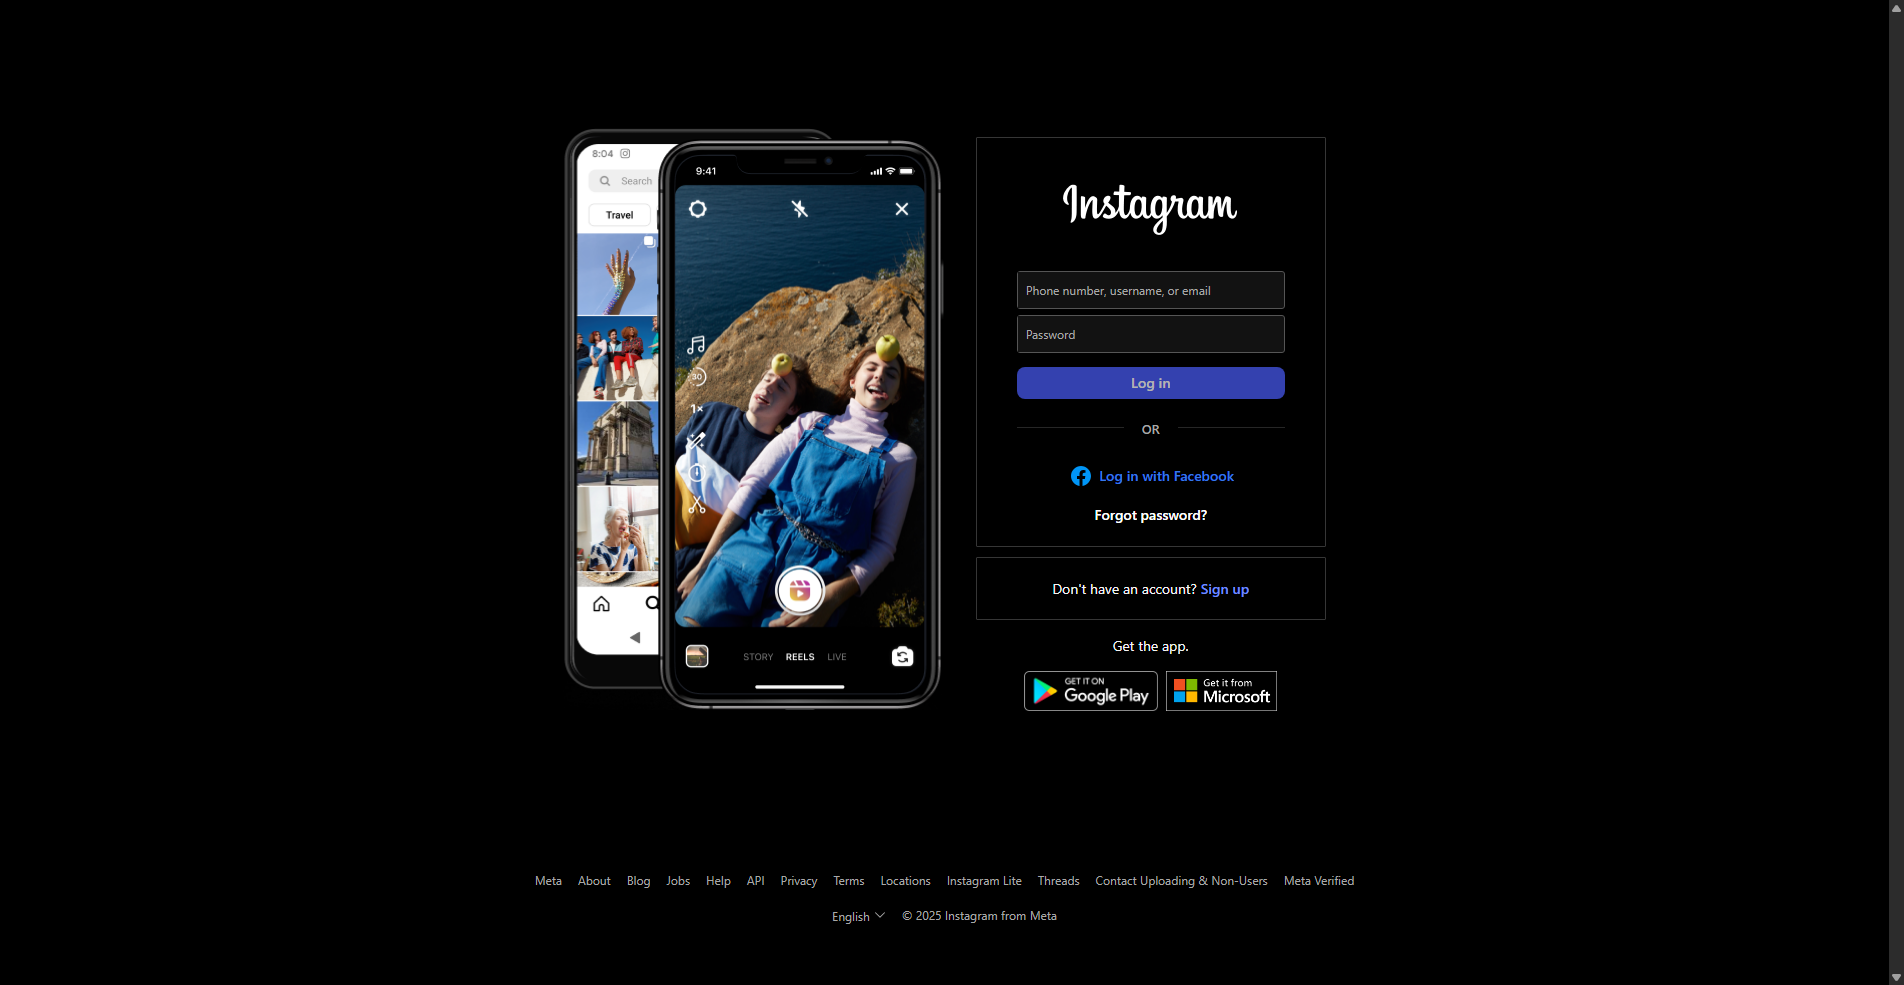 8:04
Search
Travel
9:41
30
1×
STORY REELS LIVE
Instagram
Phone number, username, or email
Password
Log in
OR
Log in with Facebook
Forgot password?
Don't have an account? Sign up
Get the app.
GET IT ON
Google Play
Get it from
Microsoft
Meta About Blog Jobs Help API Privacy Terms Locations Instagram Lite Threads Contact Uploading & Non-Users Meta Verified
English © 2025 Instagram from Meta